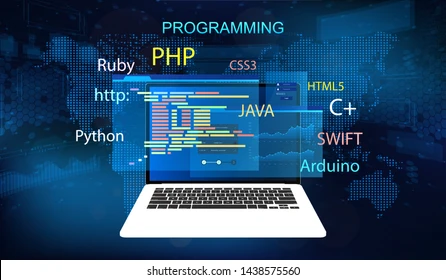 PROGRAMMING
PHP
Ruby
CSS3
http:
HTML5
JAVA
C+
Python
SWIFT
Arduino
shutterstock.com · 1438575560